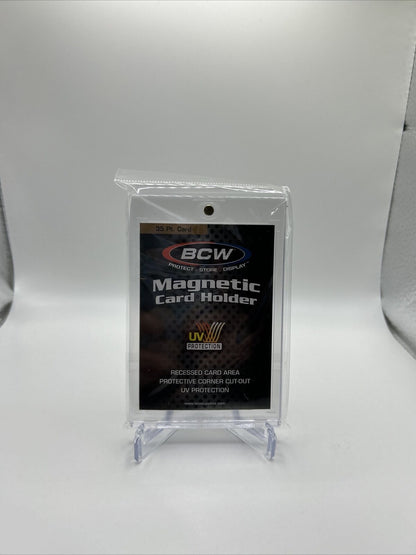 35 Pt. Card
BCW
PROTECT - STORE - DISPLAY
Magnetic
Card Holder
UV
PROTECTION
RECESSED CARD AREA
PROTECTIVE CORNER CUT-OUT
UV PROTECTION